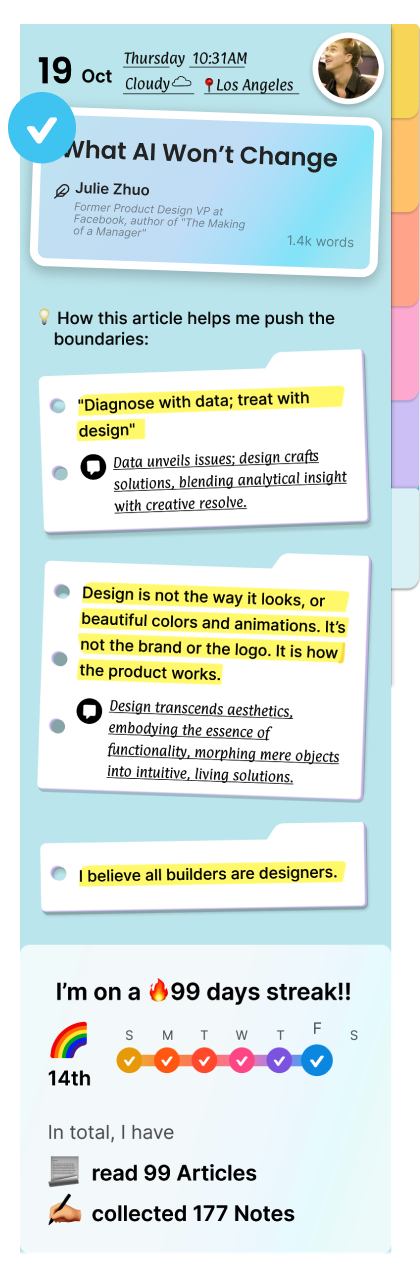 19 Oct
Thursday 10:31AM
Cloudy
Los Angeles
What AI Won't Change
Julie Zhuo
Former Product Design VP at
Facebook, author of "The Making
of a Manager"
1.4k words
How this article helps me push the
boundaries:
"Diagnose with data; treat with
design"
Data unveils issues; design crafts
solutions, blending analytical insight
with creative resolve.
Design is not the way it looks, or
beautiful colors and animations. It's
not the brand or the logo. It is how
the product works.
Design transcends aesthetics,
embodying the essence of
functionality, morphing mere objects
into intuitive, living solutions.
I believe all builders are designers.
I'm on a 🔥99 days streak!!
S M T W T F S
14th
In total, I have
read 99 Articles
collected 177 Notes